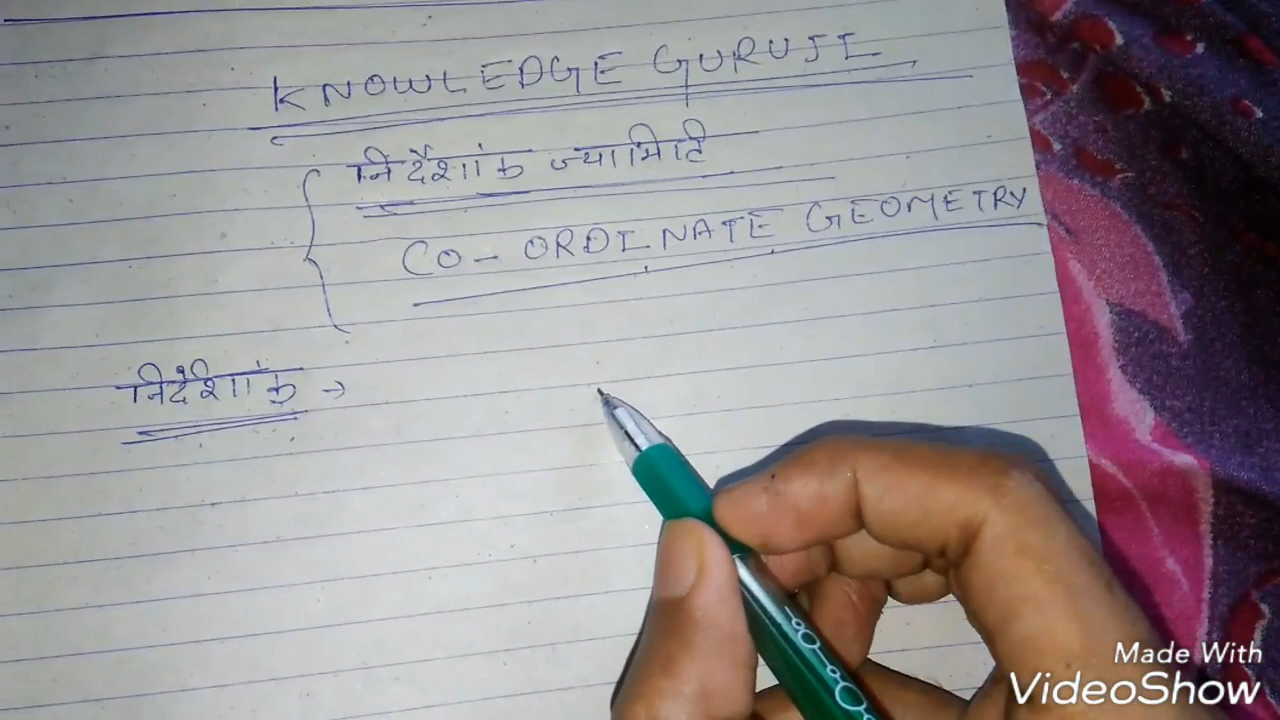 KNOWLEDGE GURUJI
निर्देशांक ज्यामिति
CO-ORDINATE GEOMETRY
निर्देशांक →
Made With
VideoShow